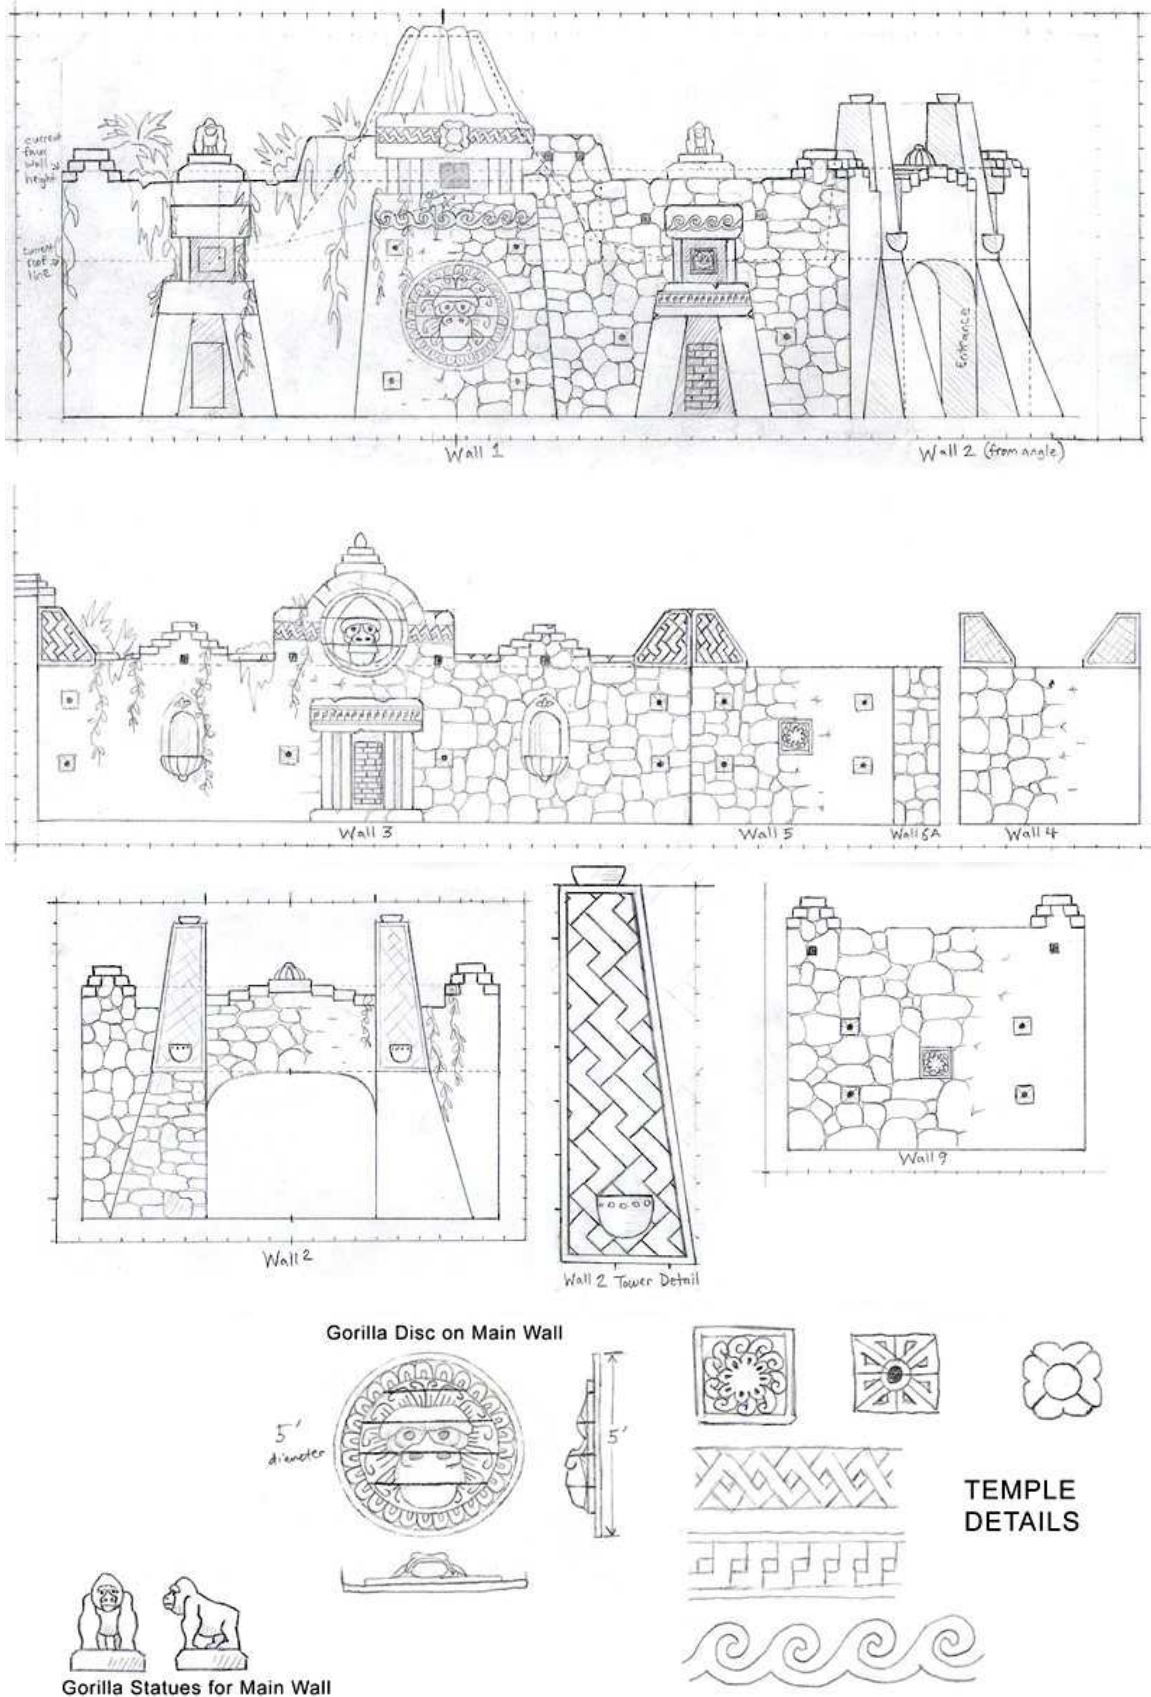 current
faux
wall
height
current
roof
line
Entrance
Wall 1
Wall 2 (from angle)
Wall 3
Wall 5
Wall 5A
Wall 4
Wall 2
Wall 2 Tower Detail
Wall 9
Gorilla Disc on Main Wall
5'
diameter
5'
TEMPLE
DETAILS
Gorilla Statues for Main Wall